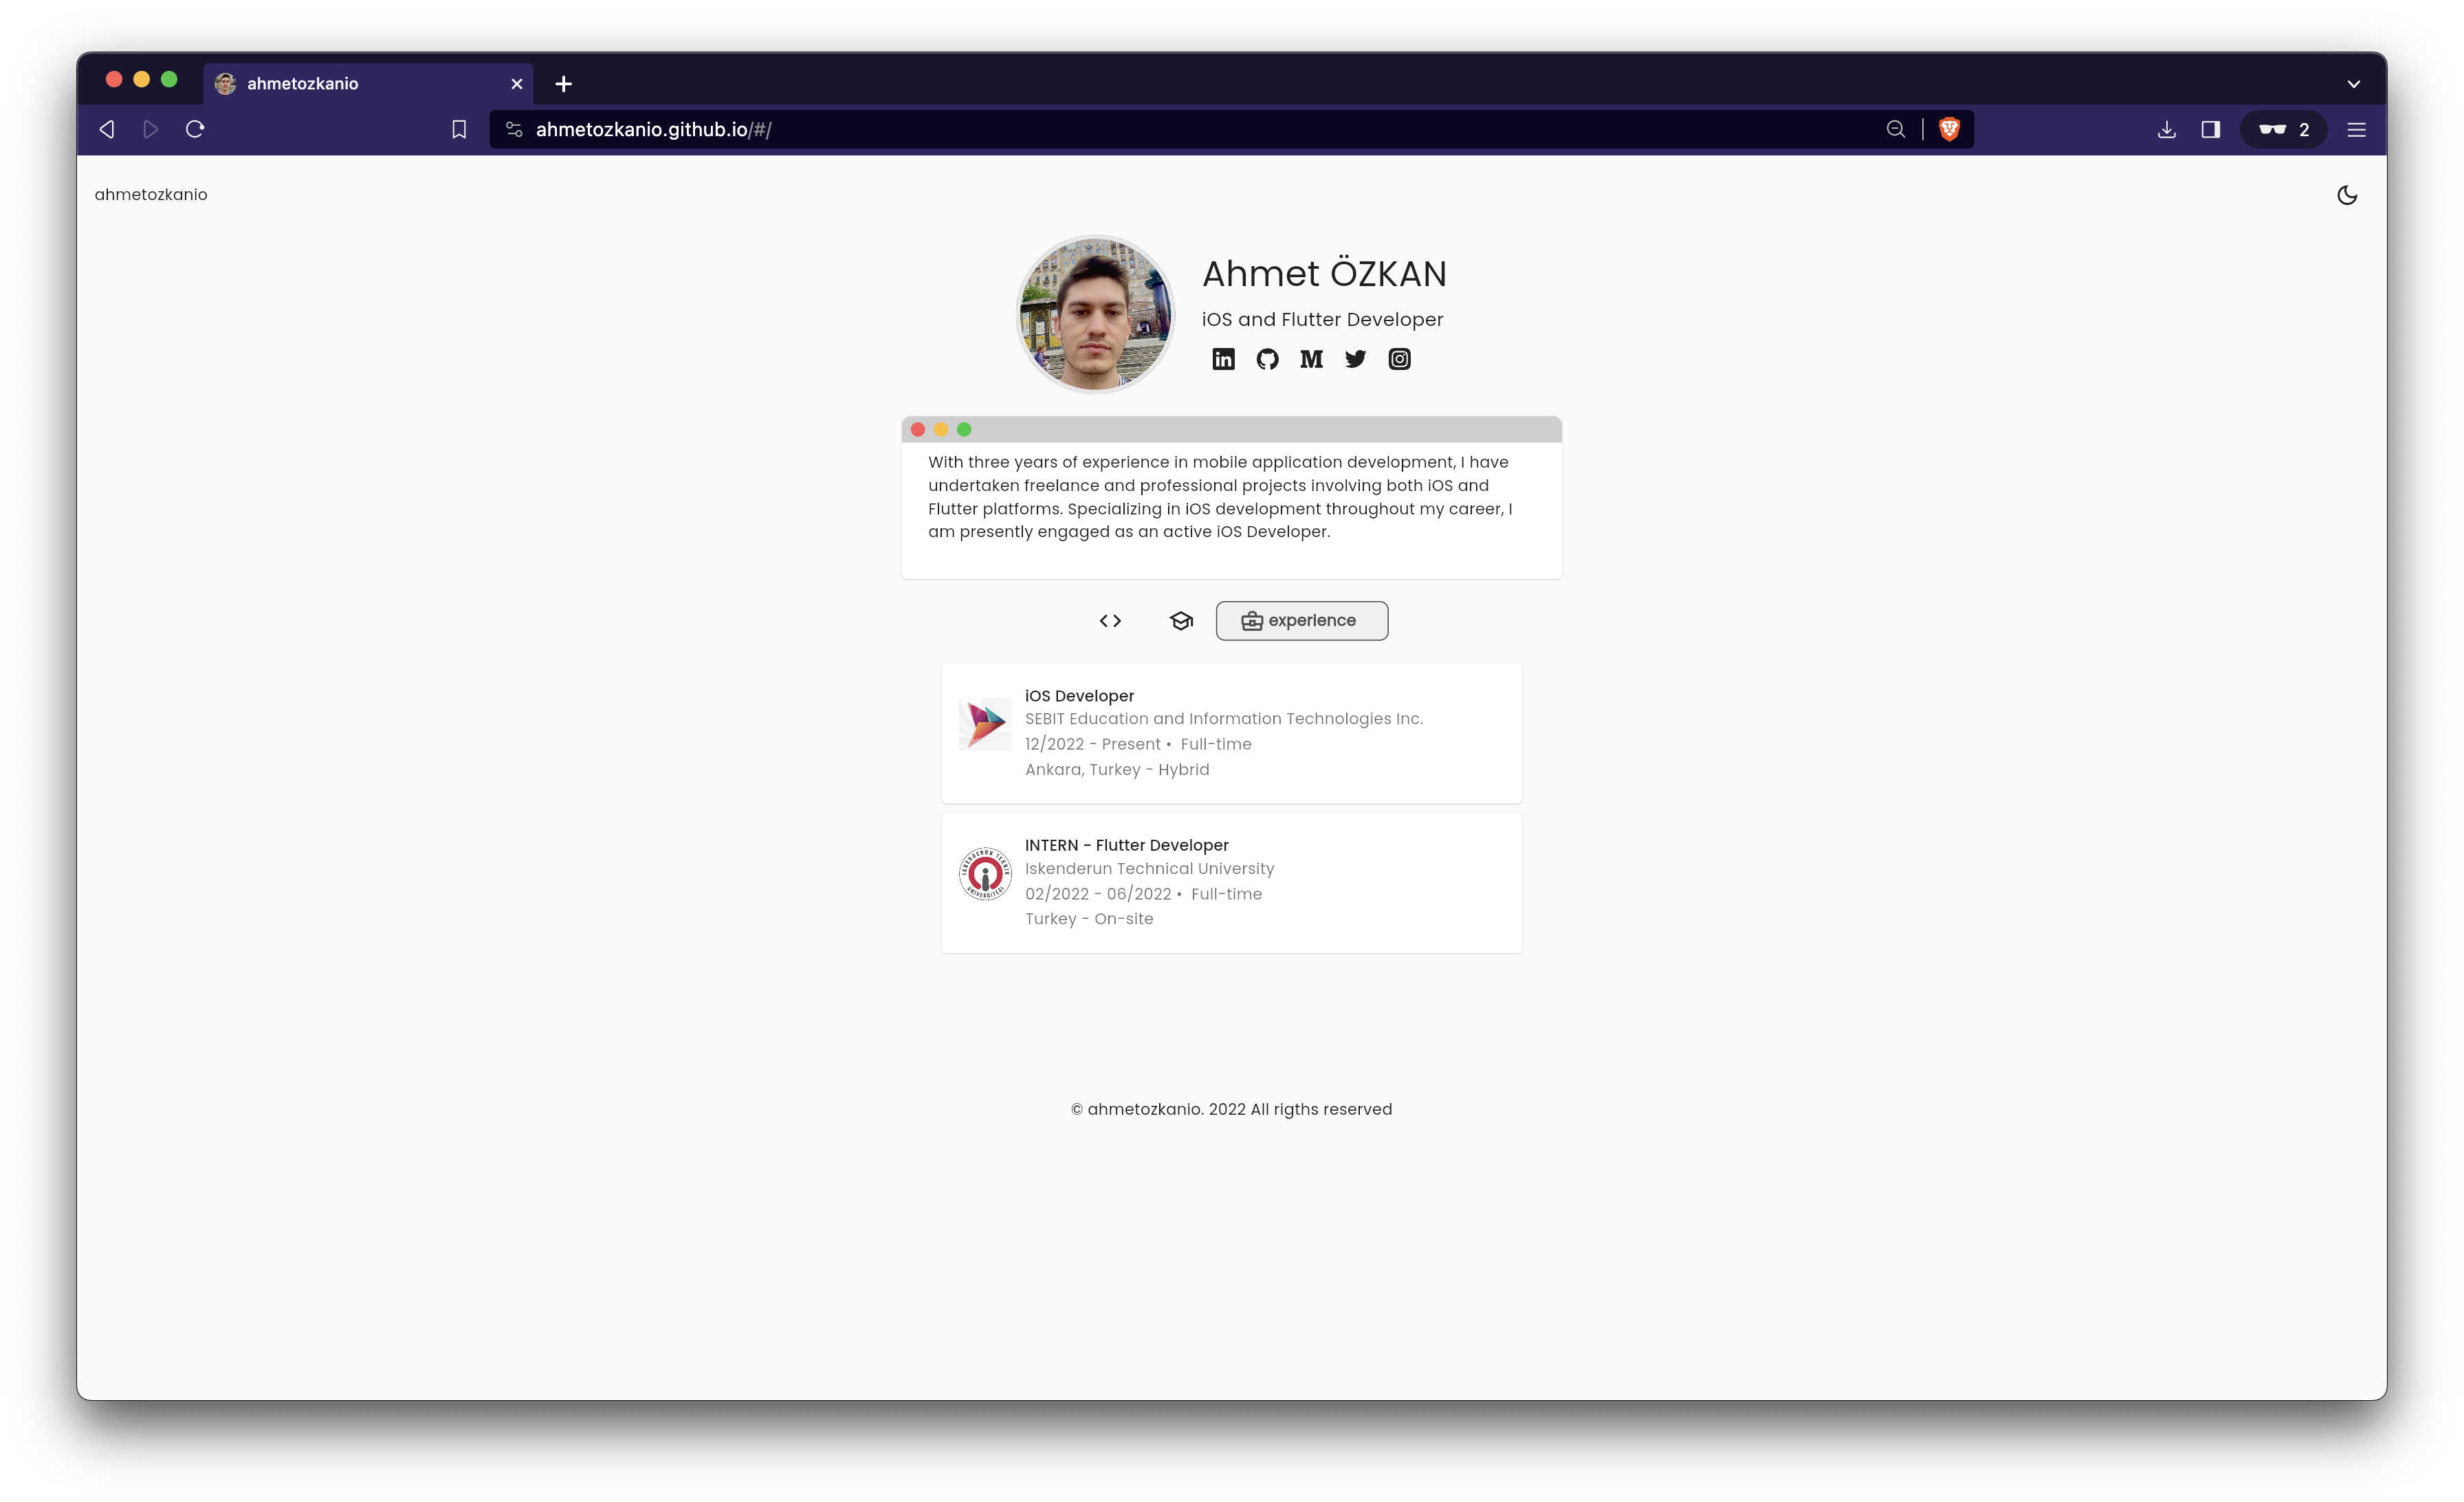 ahmetozkanio
ahmetozkanio.github.io/#/
2
ahmetozkanio
Ahmet ÖZKAN
iOS and Flutter Developer
With three years of experience in mobile application development, I have
undertaken freelance and professional projects involving both iOS and
Flutter platforms. Specializing in iOS development throughout my career, I
am presently engaged as an active iOS Developer.
experience
iOS Developer
SEBIT Education and Information Technologies Inc.
12/2022 - Present • Full-time
Ankara, Turkey - Hybrid
INTERN - Flutter Developer
Iskenderun Technical University
02/2022 - 06/2022 • Full-time
Turkey - On-site
© ahmetozkanio. 2022 All rigths reserved